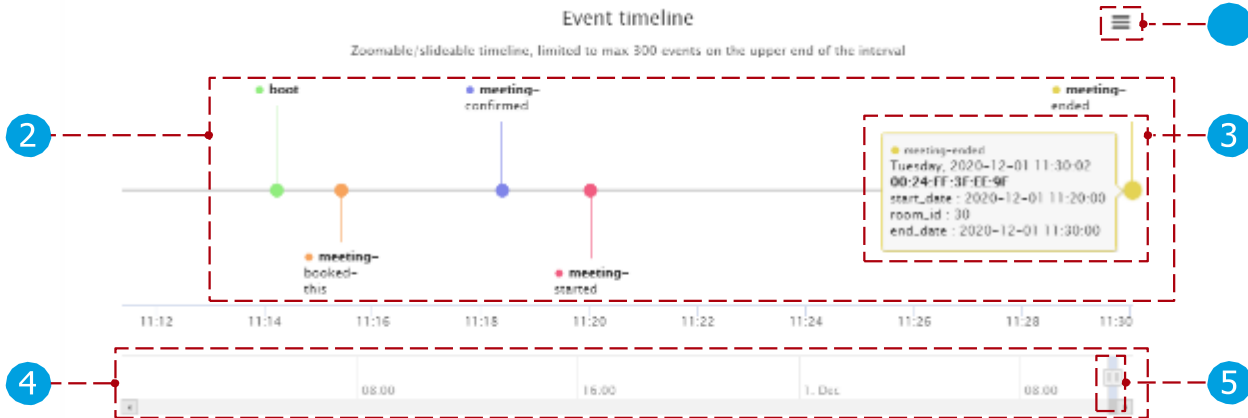 Event timeline
Zoomable/slideable timeline, limited to max 300 events on the upper end of the interval
boot
meeting-
confirmed
meeting-
ended
2
3
meeting-ended
Tuesday, 2020-12-01 11:30:02
00:24:FF:3F:EE:9F
start_date : 2020-12-01 11:20:00
room_id : 30
end_date : 2020-12-01 11:30:00
meeting-
booked-
this
meeting-
started
11:12 11:14 11:16 11:18 11:20 11:22 11:24 11:26 11:28 11:30
4
08:00 16:00 1. Dec 08:00
5